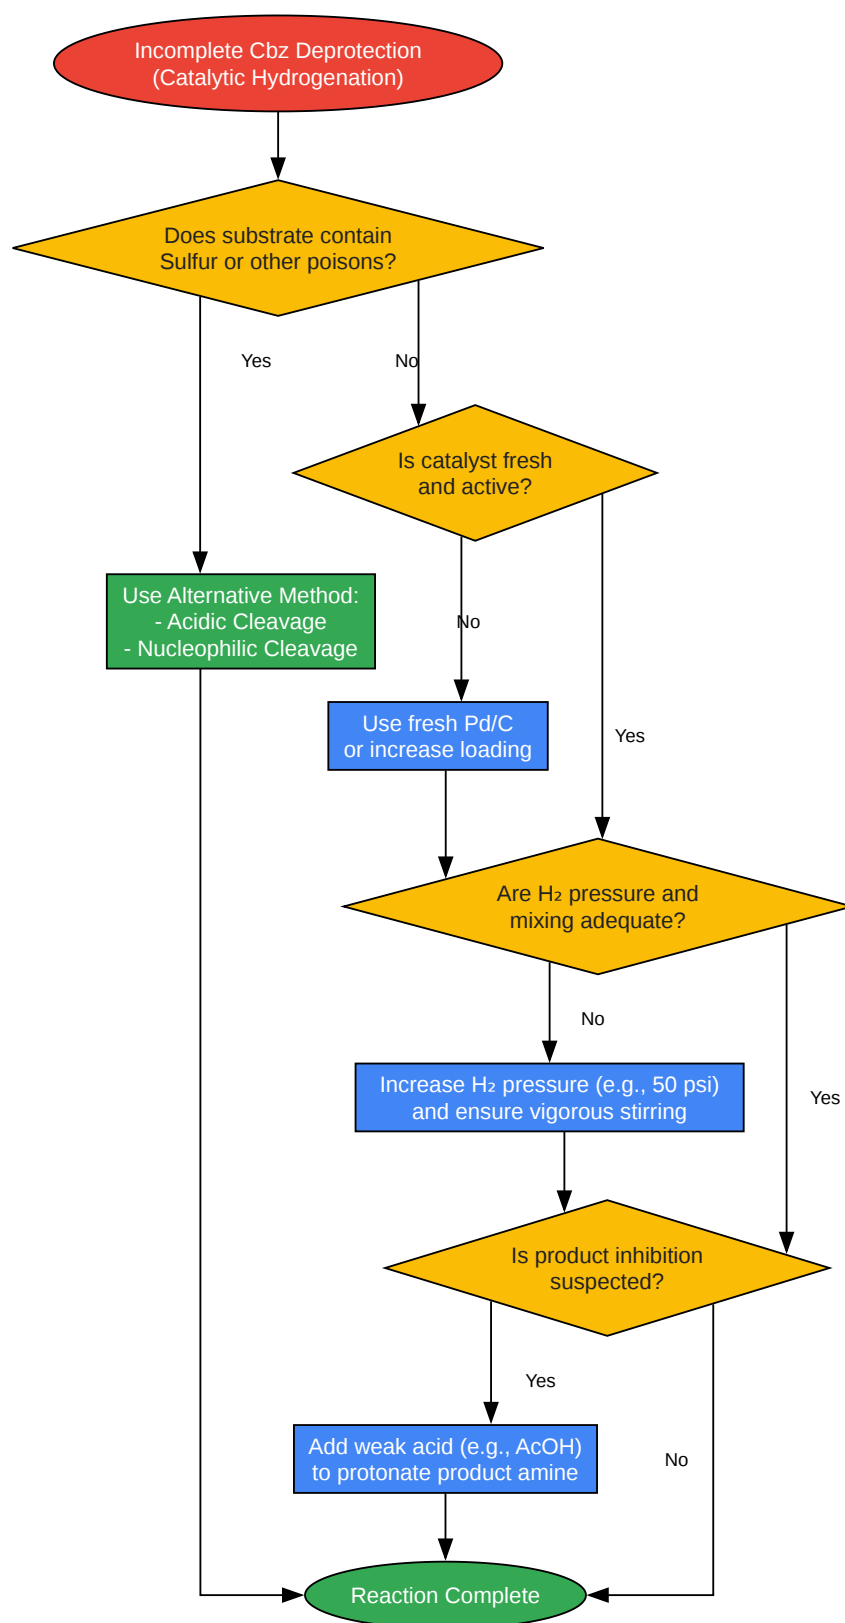 Incomplete Cbz Deprotection
(Catalytic Hydrogenation)
Does substrate contain
Sulfur or other poisons?
Yes
No
Is catalyst fresh
and active?
Use Alternative Method:
- Acidic Cleavage
- Nucleophilic Cleavage
No
Use fresh Pd/C
or increase loading
Yes
Are H₂ pressure and
mixing adequate?
No
Increase H₂ pressure (e.g., 50 psi)
and ensure vigorous stirring
Yes
Is product inhibition
suspected?
Yes
Add weak acid (e.g., AcOH)
to protonate product amine
No
Reaction Complete